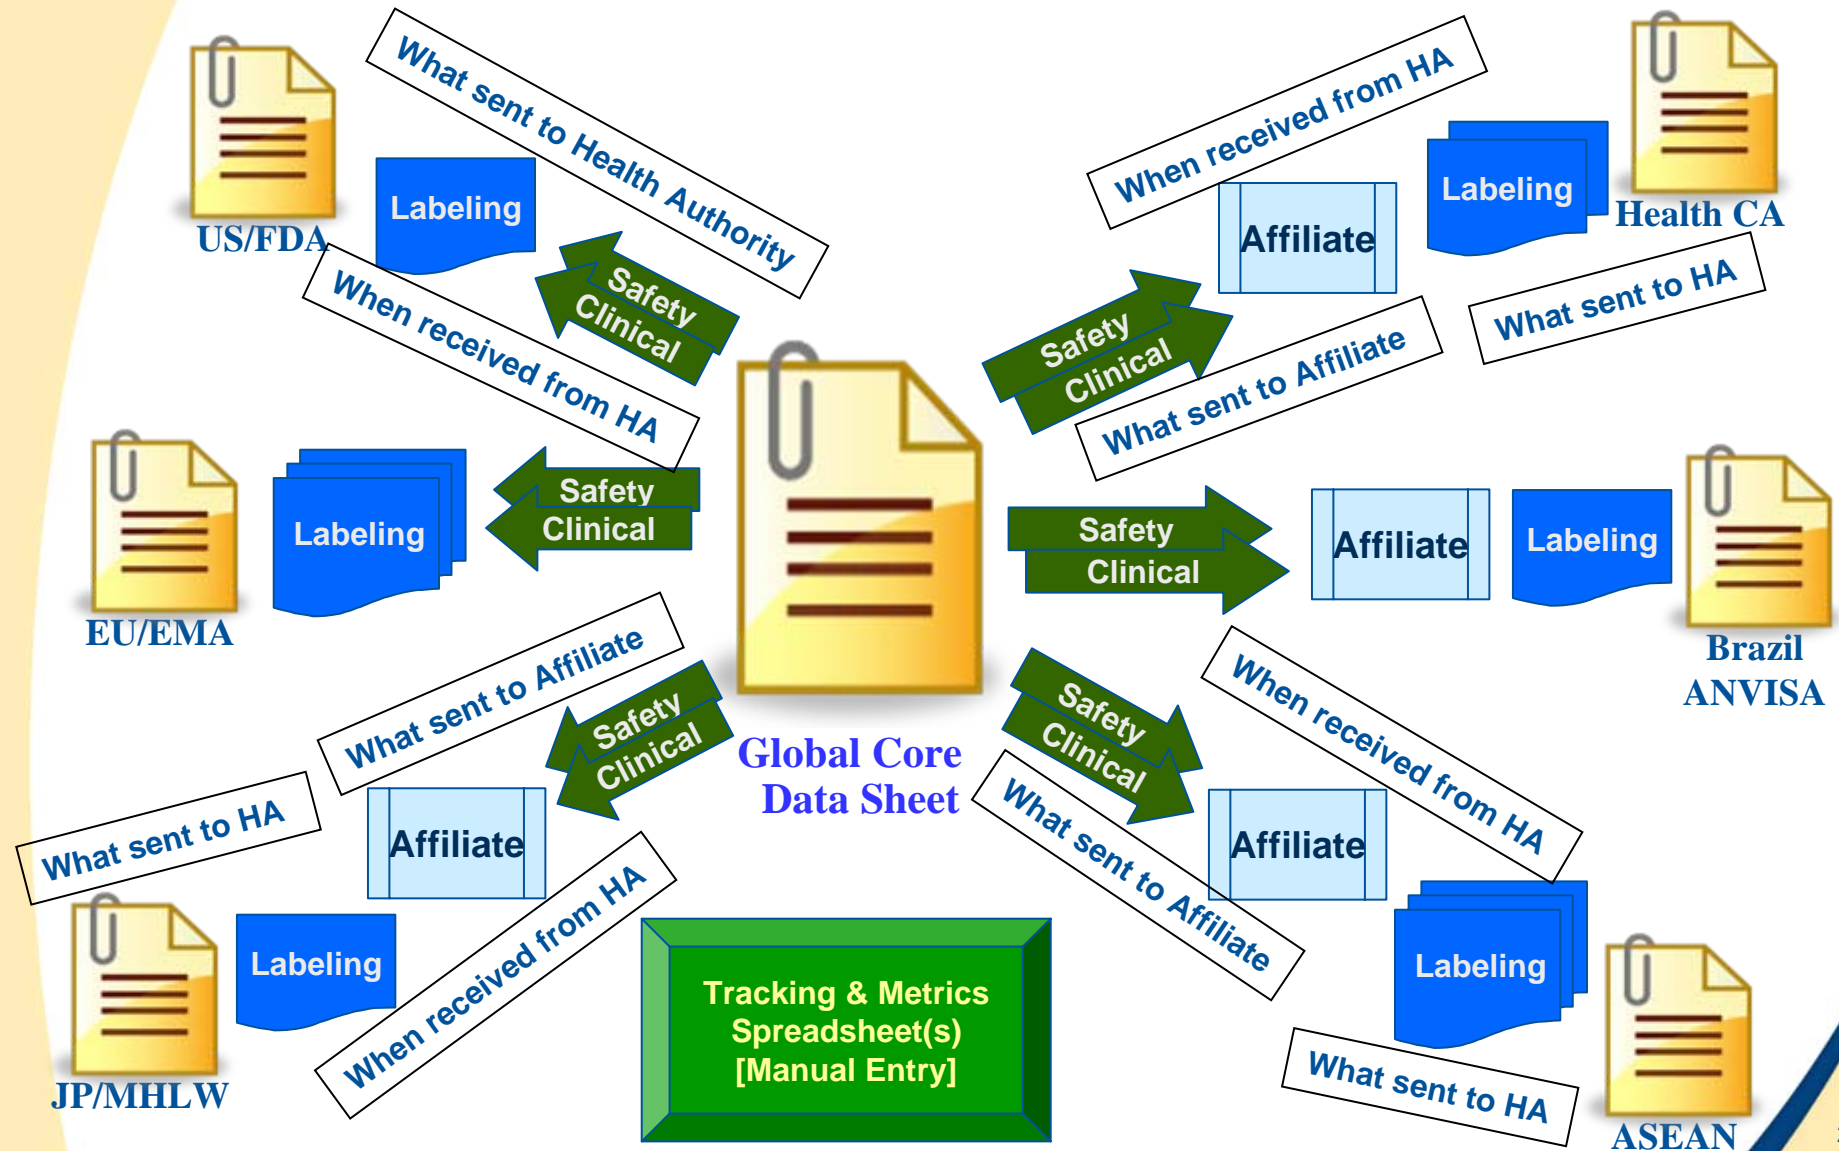 What sent to Health Authority
Labeling
US/FDA
When received from HA
Safety
Clinical
When received from HA
Affiliate
Labeling
Health CA
What sent to HA
Safety
Clinical
What sent to Affiliate
Labeling
EU/EMA
Safety
Clinical
Safety
Clinical
Affiliate
Labeling
Brazil
ANVISA
What sent to Affiliate
Safety
Clinical
What sent to HA
Affiliate
When received from HA
Labeling
JP/MHLW
Global Core
Data Sheet
Safety
Clinical
When received from HA
What sent to Affiliate
Affiliate
Labeling
What sent to HA
ASEAN
Tracking & Metrics
Spreadsheet(s)
[Manual Entry]